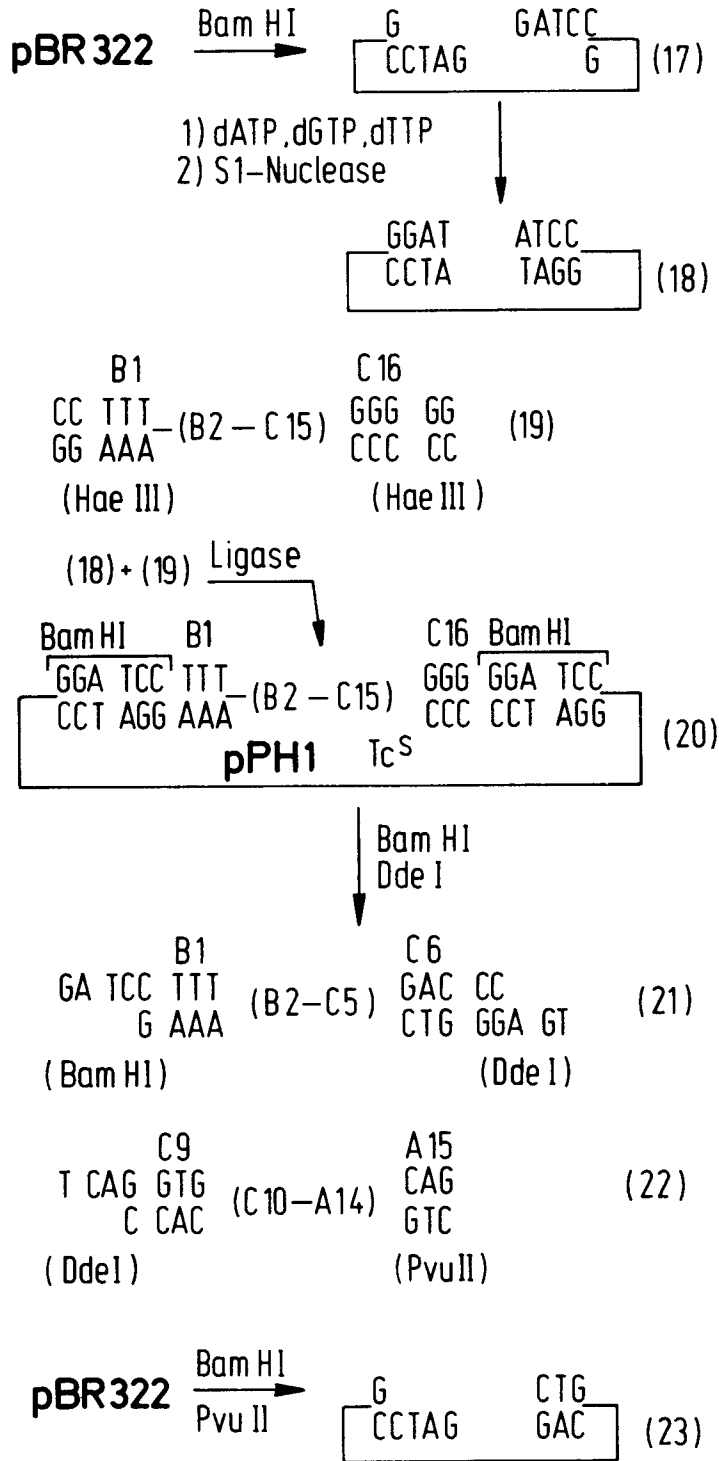 pBR 322 Bam HI G GATCC
CCTAG G (17)
1) dATP,dGTP,dTTP
2) S1-Nuclease
GGAT ATCC
CCTA TAGG (18)
B1 C16
CC TTT -(B2 - C15) GGG GG (19)
GG AAA CCC CC
(Hae III) (Hae III)
(18) + (19) Ligase
Bam HI B1 C16 Bam HI
GGA TCC TTT -(B2 - C15) GGG GGA TCC
CCT AGG AAA CCC CCT AGG (20)
pPH1 TcS
Bam HI
Dde I
B1 C6
GA TCC TTT (B2-C5) GAC CC (21)
G AAA CTG GGA GT
(Bam HI) (Dde I)
C9 A15
T CAG GTG (C10-A14) CAG (22)
C CAC GTC
(Dde I) (Pvu II)
pBR322 Bam HI G CTG
Pvu II CCTAG GAC (23)